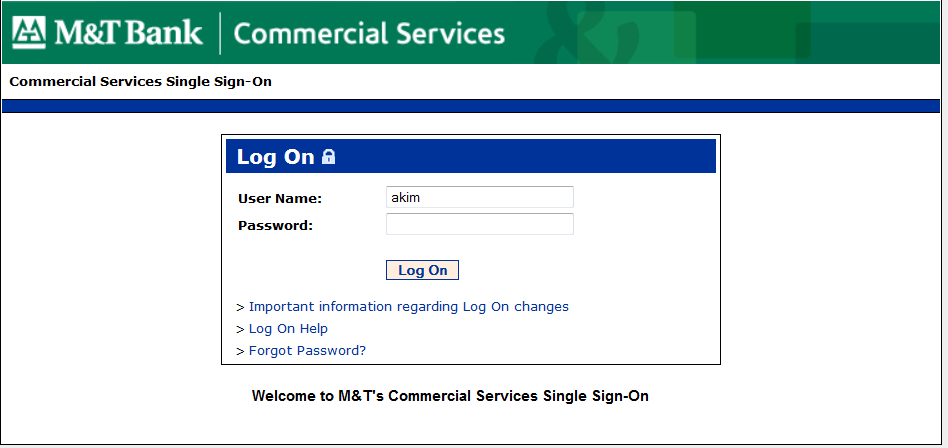 M&T Bank Commercial Services
Commercial Services Single Sign-On
Log On
User Name: akim
Password:
Log On
> Important information regarding Log On changes
> Log On Help
> Forgot Password?
Welcome to M&T's Commercial Services Single Sign-On